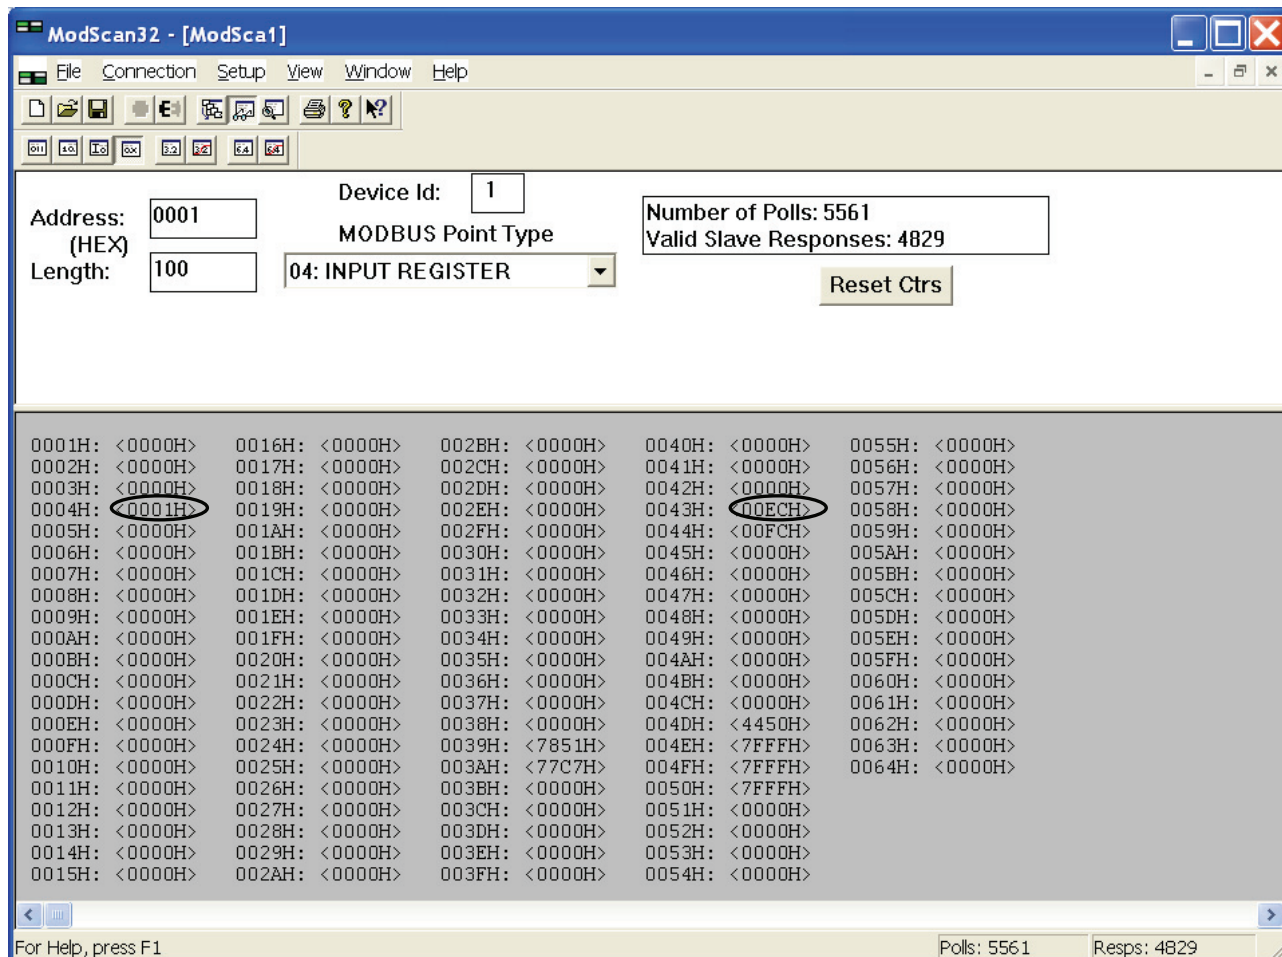 ModScan32 - [ModSca1]
File Connection Setup View Window Help
Device Id: 1
Address: 0001
(HEX)
MODBUS Point Type
Length: 100
04: INPUT REGISTER
Number of Polls: 5561
Valid Slave Responses: 4829
Reset Ctrs
0001H: <0000H> 0016H: <0000H> 002BH: <0000H> 0040H: <0000H> 0055H: <0000H>
0002H: <0000H> 0017H: <0000H> 002CH: <0000H> 0041H: <0000H> 0056H: <0000H>
0003H: <0000H> 0018H: <0000H> 002DH: <0000H> 0042H: <0000H> 0057H: <0000H>
0004H: <0001H> 0019H: <0000H> 002EH: <0000H> 0043H: <00ECH> 0058H: <0000H>
0005H: <0000H> 001AH: <0000H> 002FH: <0000H> 0044H: <00FCH> 0059H: <0000H>
0006H: <0000H> 001BH: <0000H> 0030H: <0000H> 0045H: <0000H> 005AH: <0000H>
0007H: <0000H> 001CH: <0000H> 0031H: <0000H> 0046H: <0000H> 005BH: <0000H>
0008H: <0000H> 001DH: <0000H> 0032H: <0000H> 0047H: <0000H> 005CH: <0000H>
0009H: <0000H> 001EH: <0000H> 0033H: <0000H> 0048H: <0000H> 005DH: <0000H>
000AH: <0000H> 001FH: <0000H> 0034H: <0000H> 0049H: <0000H> 005EH: <0000H>
000BH: <0000H> 0020H: <0000H> 0035H: <0000H> 004AH: <0000H> 005FH: <0000H>
000CH: <0000H> 0021H: <0000H> 0036H: <0000H> 004BH: <0000H> 0060H: <0000H>
000DH: <0000H> 0022H: <0000H> 0037H: <0000H> 004CH: <0000H> 0061H: <0000H>
000EH: <0000H> 0023H: <0000H> 0038H: <0000H> 004DH: <4450H> 0062H: <0000H>
000FH: <0000H> 0024H: <0000H> 0039H: <7851H> 004EH: <7FFFH> 0063H: <0000H>
0010H: <0000H> 0025H: <0000H> 003AH: <77C7H> 004FH: <7FFFH> 0064H: <0000H>
0011H: <0000H> 0026H: <0000H> 003BH: <0000H> 0050H: <7FFFH>
0012H: <0000H> 0027H: <0000H> 003CH: <0000H> 0051H: <0000H>
0013H: <0000H> 0028H: <0000H> 003DH: <0000H> 0052H: <0000H>
0014H: <0000H> 0029H: <0000H> 003EH: <0000H> 0053H: <0000H>
0015H: <0000H> 002AH: <0000H> 003FH: <0000H> 0054H: <0000H>
For Help, press F1 Polls: 5561 Resps: 4829